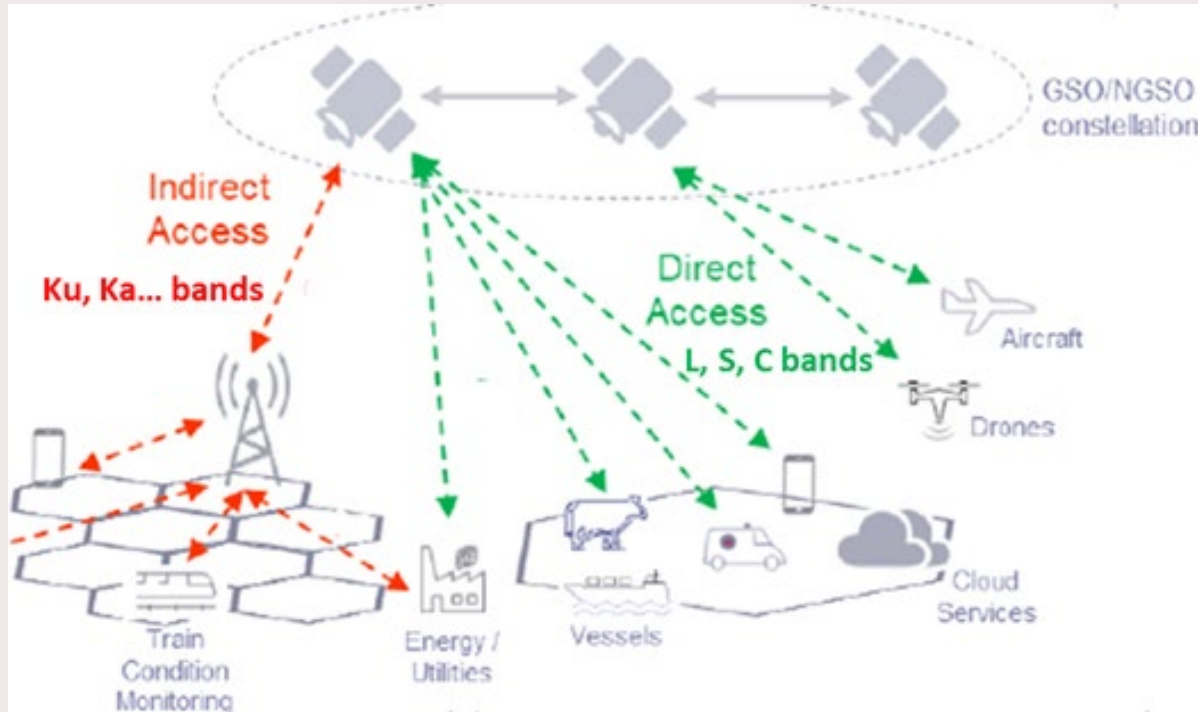 GSO/NGSO
constellation
Indirect
Access
Ku, Ka... bands
Direct
Access
L, S, C bands
Aircraft
Drones
Cloud
Services
Vessels
Energy /
Utilities
Train
Condition
Monitoring